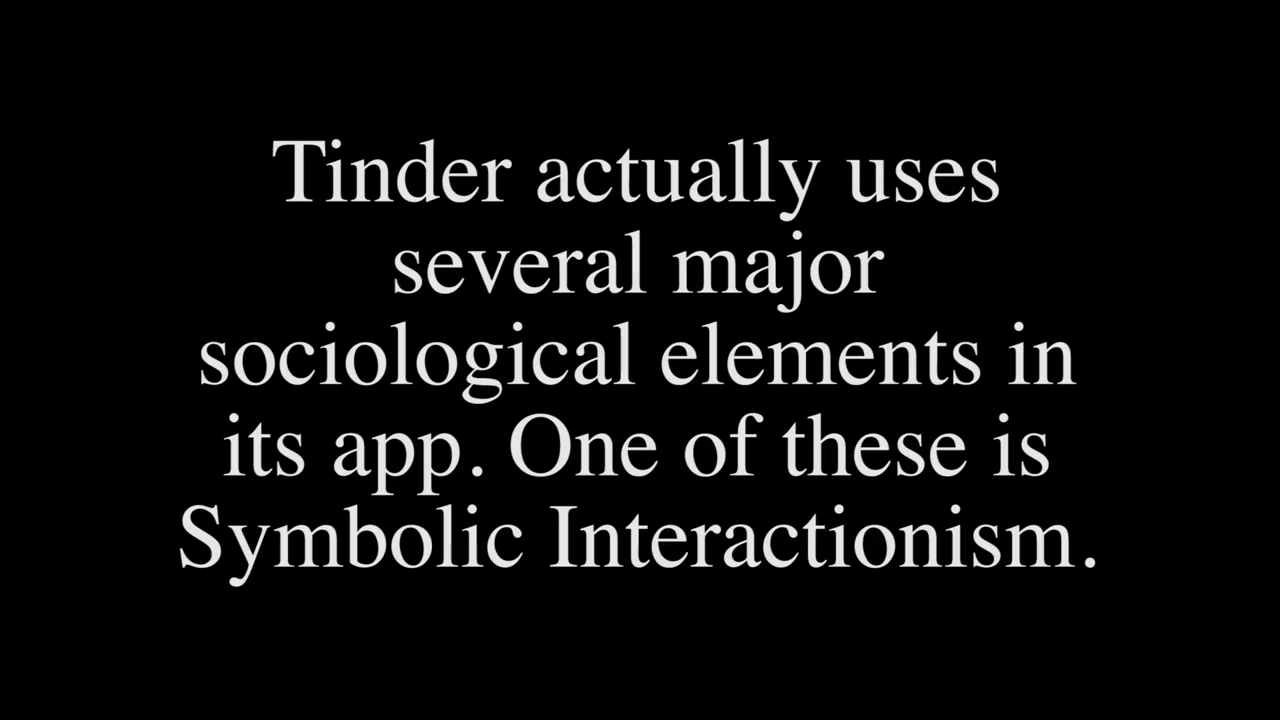 Tinder actually uses
several major
sociological elements in
its app. One of these is
Symbolic Interactionism.